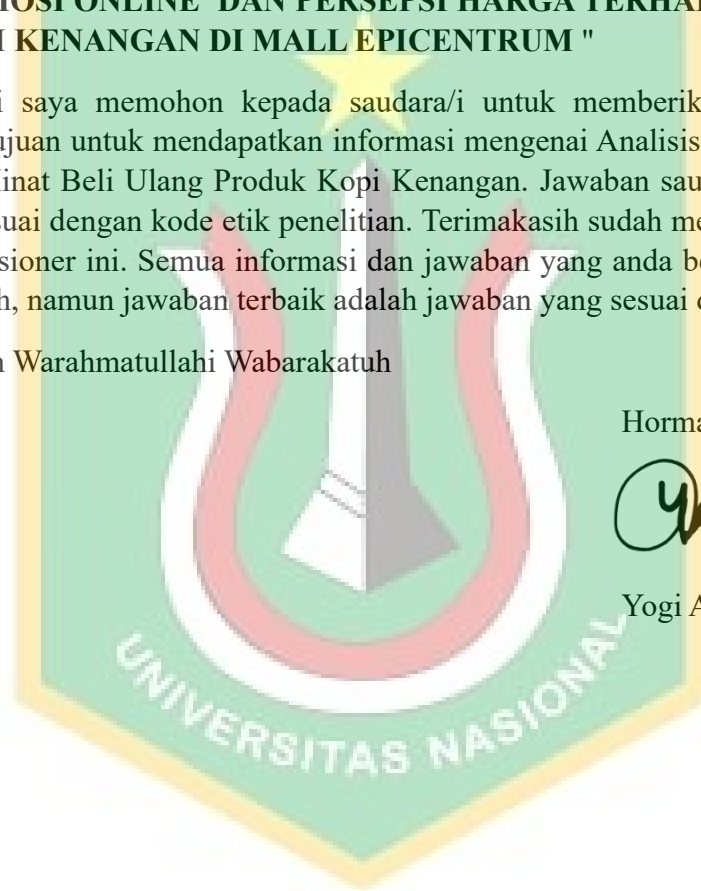 OSI ONLINE DAN PERSEPSI HARGA TERHA
I KENANGAN DI MALL EPICENTRUM "
i saya memohon kepada saudara/i untuk memberik
ujuan untuk mendapatkan informasi mengenai Analisis
inat Beli Ulang Produk Kopi Kenangan. Jawaban sau
uai dengan kode etik penelitian. Terimakasih sudah me
sioner ini. Semua informasi dan jawaban yang anda be
h, namun jawaban terbaik adalah jawaban yang sesuai d
n Warahmatullahi Wabarakatuh
Horma
Yogi A
UNIVERSITAS NASIONAL